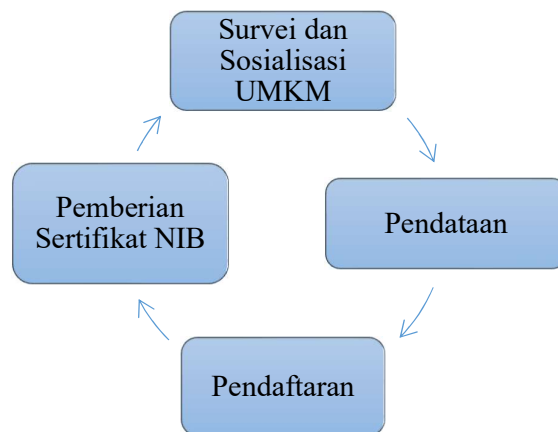 Survei dan
Sosialisasi
UMKM
Pendataan
Pendaftaran
Pemberian
Sertifikat NIB